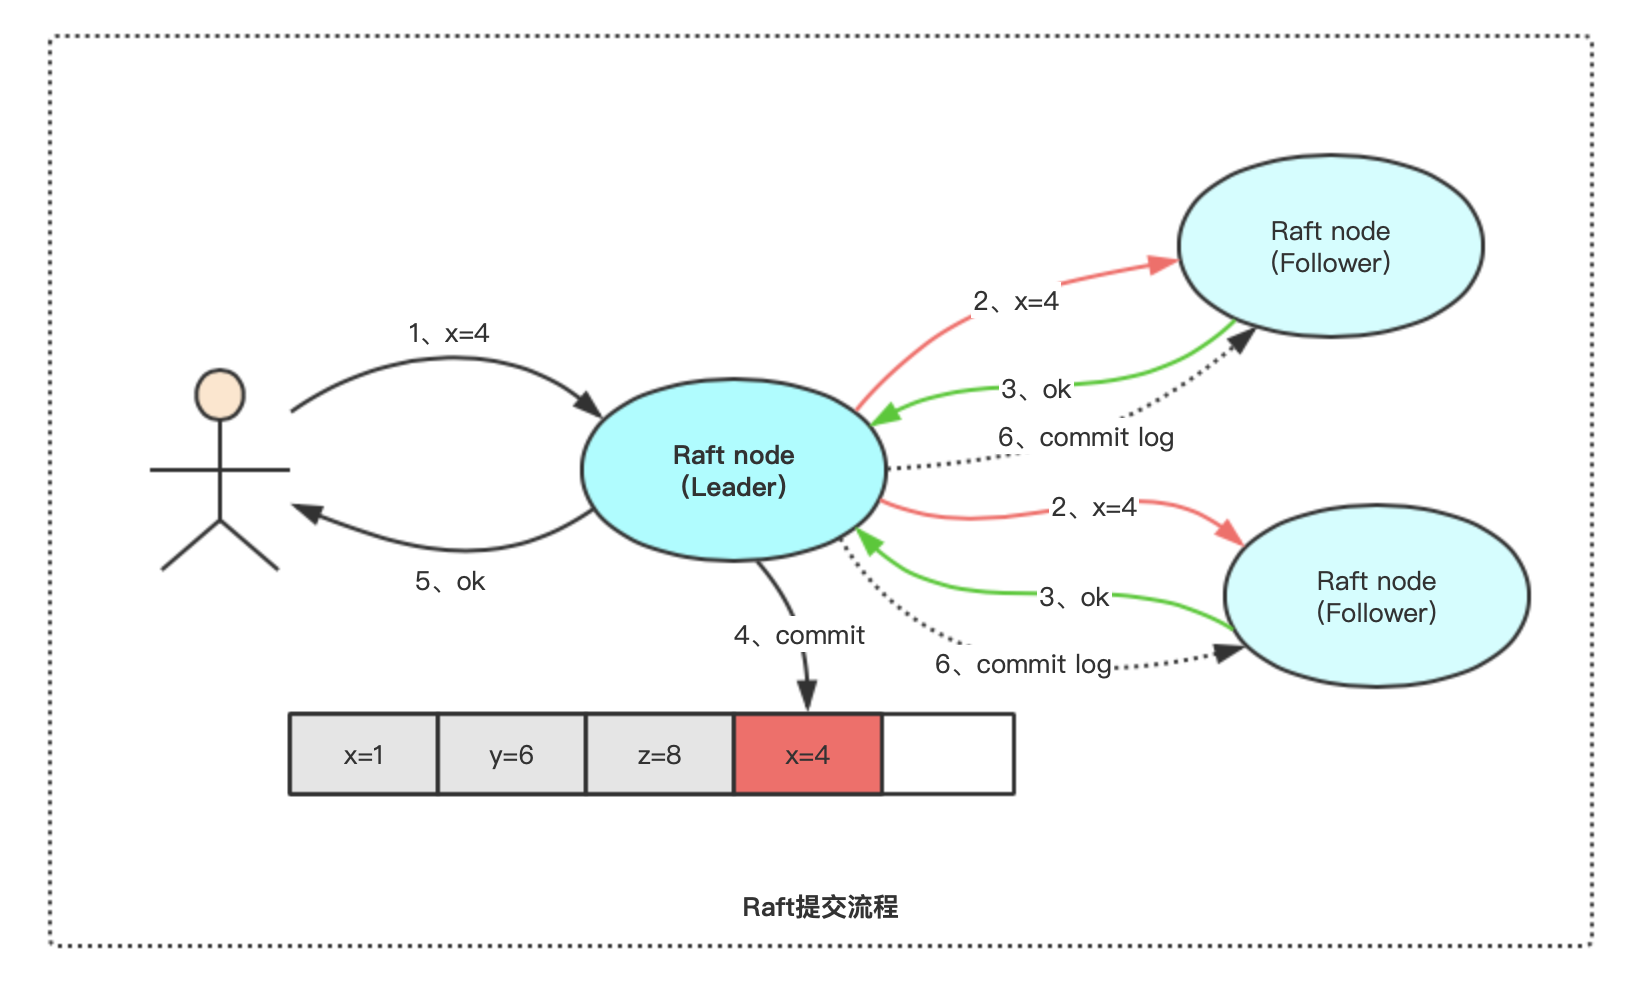 Raft node
(Follower)
2、x=4
1、x=4
3、ok
6、commit log
Raft node
(Leader)
2、x=4
5、ok
3、ok
Raft node
(Follower)
4、commit
6、commit log
x=1
y=6
z=8
x=4
Raft提交流程